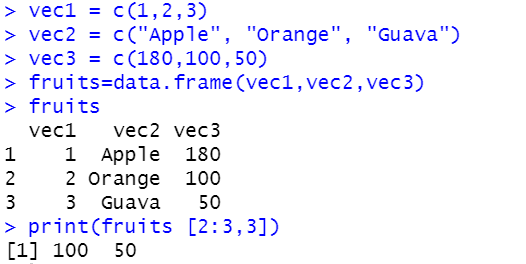 > vec1 = c(1,2,3)
> vec2 = c("Apple", "Orange", "Guava")
> vec3 = c(180,100,50)
> fruits=data.frame(vec1,vec2,vec3)
> fruits
  vec1   vec2 vec3
1    1  Apple  180
2    2 Orange  100
3    3  Guava   50
> print(fruits [2:3,3])
[1] 100  50